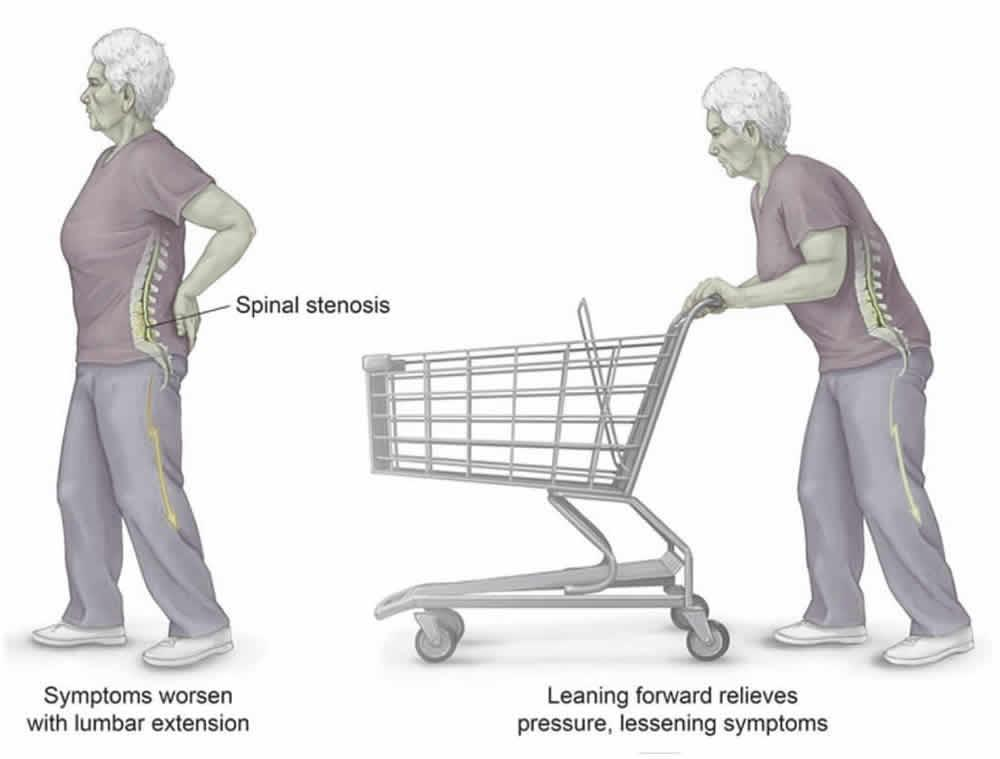 Spinal stenosis
Symptoms worsen
with lumbar extension
Leaning forward relieves
pressure, lessening symptoms